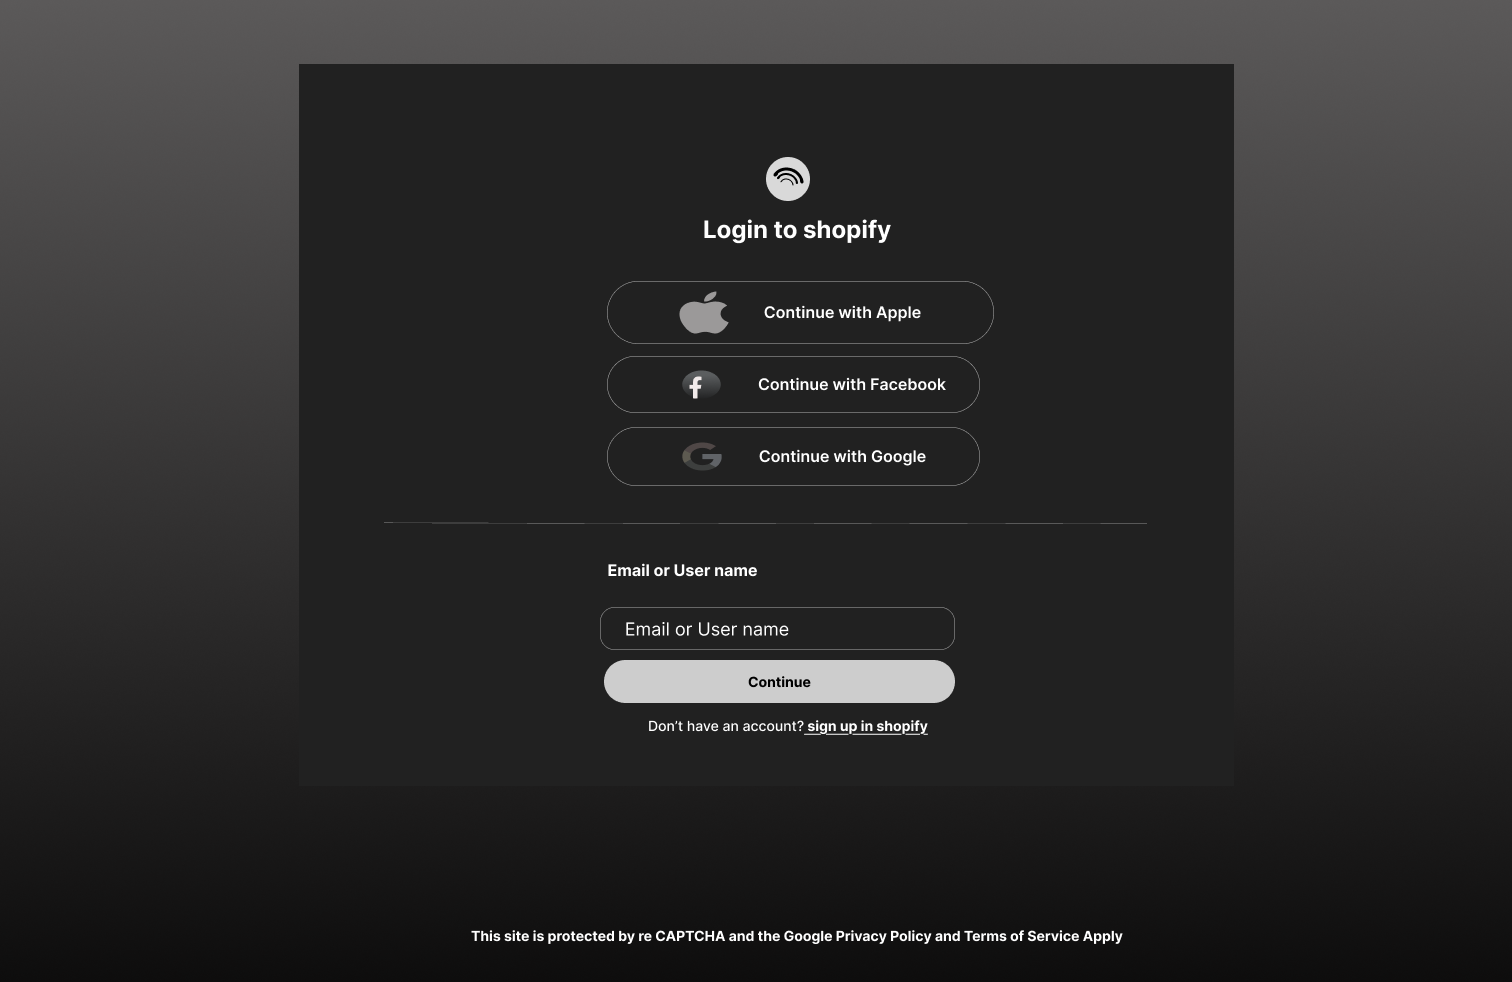 Login to shopify
Continue with Apple
Continue with Facebook
Continue with Google
Email or User name
Email or User name
Continue
Don’t have an account? sign up in shopify
This site is protected by re CAPTCHA and the Google Privacy Policy and Terms of Service Apply